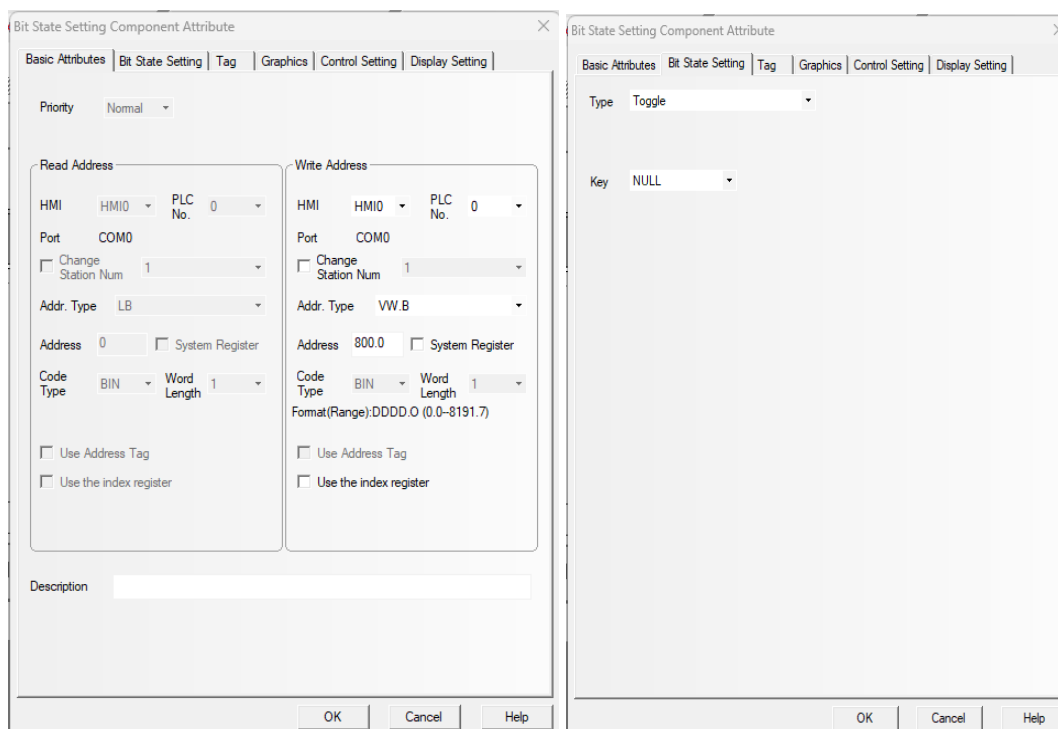 Bit State Setting Component Attribute
Basic Attributes Bit State Setting Tag Graphics Control Setting Display Setting
Priority Normal
Read Address
HMI HMI0 PLC No. 0
Port COM0
Change Station Num 1
Addr. Type LB
Address 0 System Register
Code Type BIN Word Length 1
Use Address Tag
Use the index register
Write Address
HMI HMI0 PLC No. 0
Port COM0
Change Station Num 1
Addr. Type VW.B
Address 800.0 System Register
Code Type BIN Word Length 1
Format(Range):DDDD.O (0.0--8191.7)
Use Address Tag
Use the index register
Description
OK Cancel Help
Bit State Setting Component Attribute
Basic Attributes Bit State Setting Tag Graphics Control Setting Display Setting
Type Toggle
Key NULL
OK Cancel Help